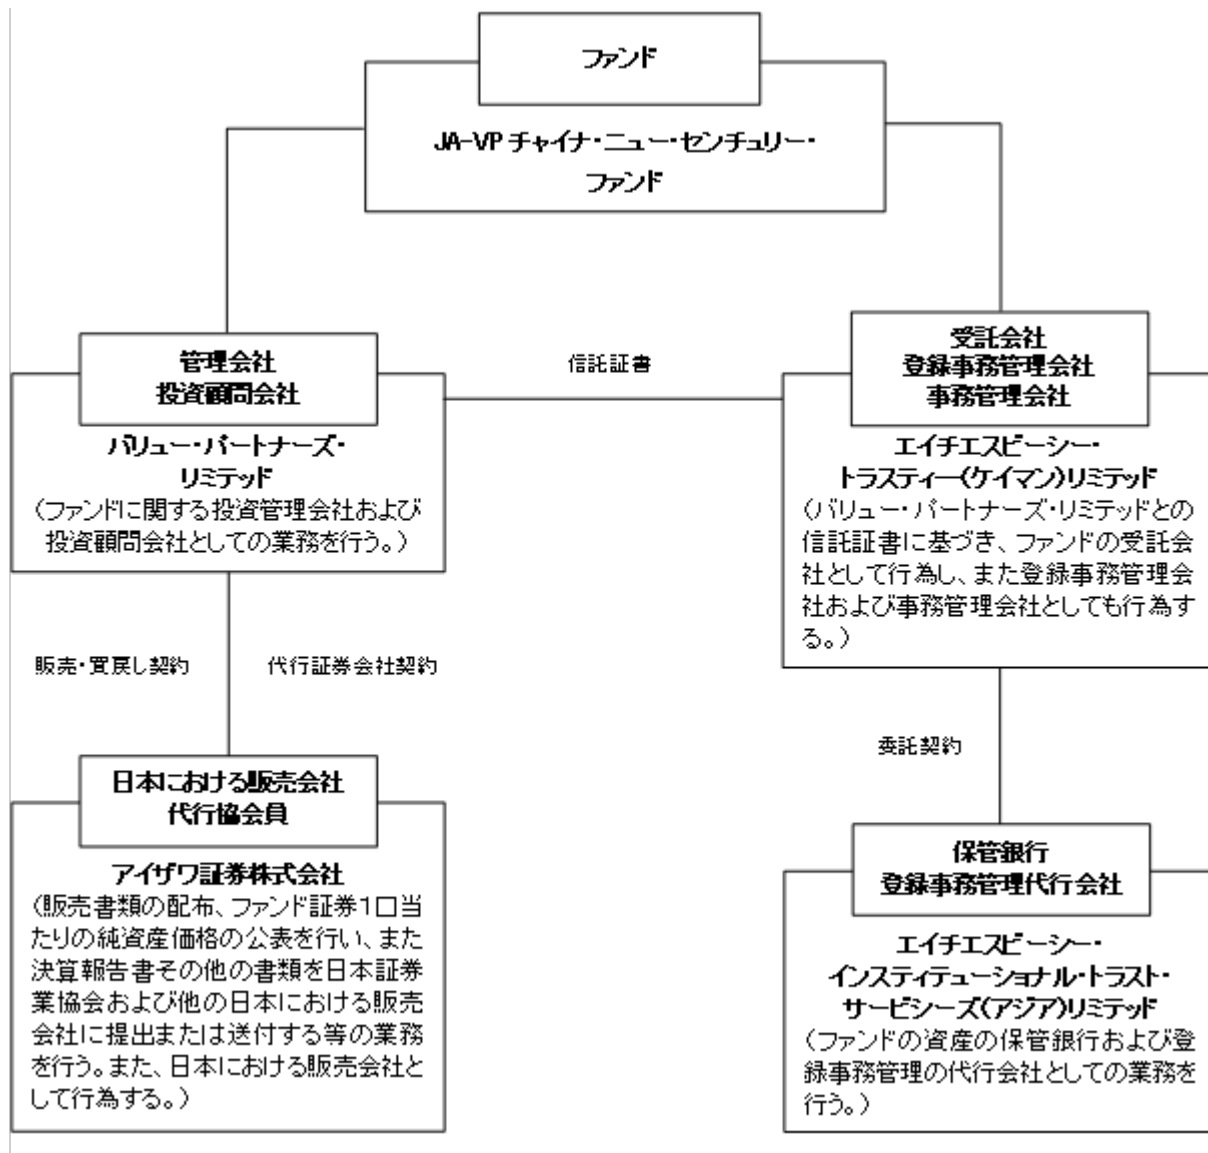 ファンド
JA-VPチャイナ・ニュー・センチュリー・
ファンド
管理会社
投資顧問会社
バリュー・パートナーズ・
リミテッド
(ファンドに関する投資管理会社および
投資顧問会社としての業務を行う。)
信託証書
受託会社
登録事務管理会社
事務管理会社
エイチエスビーシー・
トラスティー(ケイマン)リミテッド
(バリュー・パートナーズ・リミテッドとの
信託証書に基づき、ファンドの受託会
社として行為し、また登録事務管理会
社および事務管理会社としても行為す
る。)
販売・買戻し契約
代行証券会社契約
委託契約
日本における販売会社
代行協会員
アイザワ証券株式会社
(販売書類の配布、ファンド証券1口当
たりの純資産価格の公表を行い、また
決算報告書その他の書類を日本証券
業協会および他の日本における販売
会社に提出または送付する等の業務
を行う。また、日本における販売会社と
して行為する。)
保管銀行
登録事務管理代行会社
エイチエスビーシー・
インスティテューショナル・トラスト・
サービシーズ(アジア)リミテッド
(ファンドの資産の保管銀行および登
録事務管理の代行会社としての業務を
行う。)